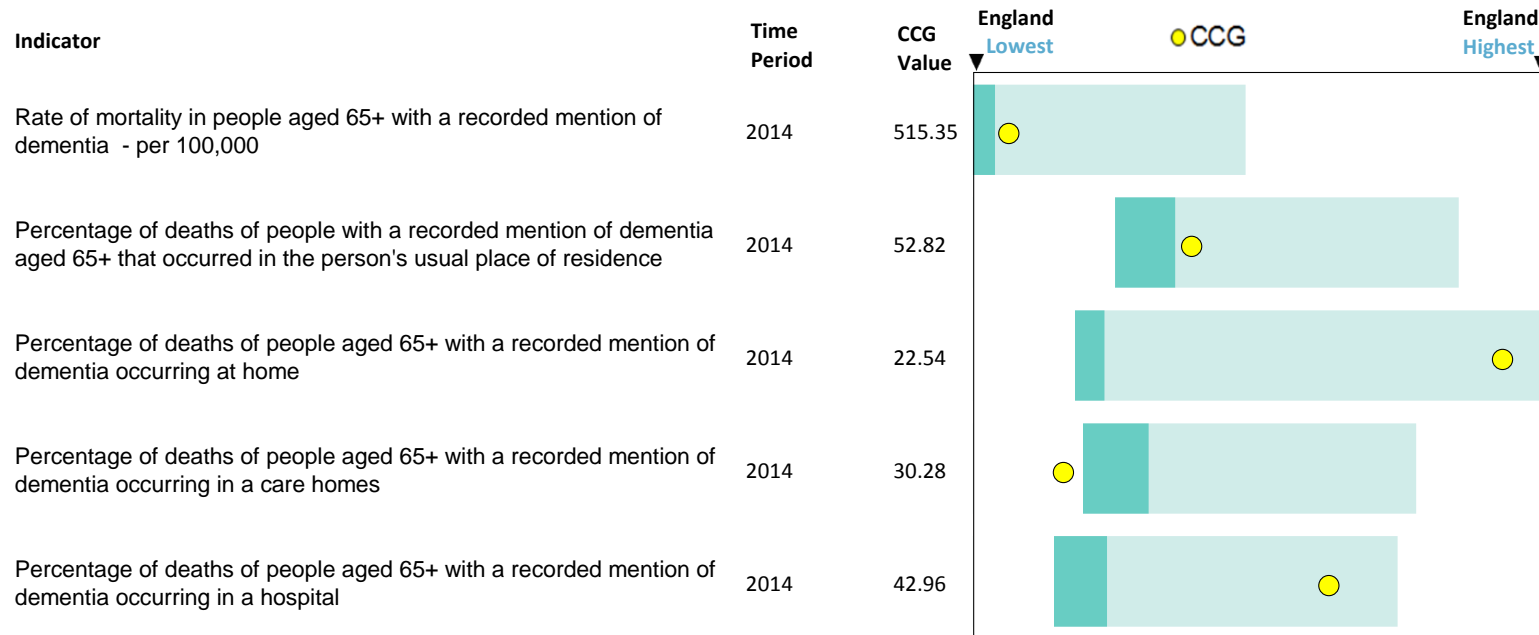 Indicator
Time Period
CCG Value
England Lowest
CCG
England Highest
Rate of mortality in people aged 65+ with a recorded mention of
dementia - per 100,000
2014
515.35
Percentage of deaths of people with a recorded mention of dementia
aged 65+ that occurred in the person's usual place of residence
2014
52.82
Percentage of deaths of people aged 65+ with a recorded mention of
dementia occurring at home
2014
22.54
Percentage of deaths of people aged 65+ with a recorded mention of
dementia occurring in a care homes
2014
30.28
Percentage of deaths of people aged 65+ with a recorded mention of
dementia occurring in a hospital
2014
42.96